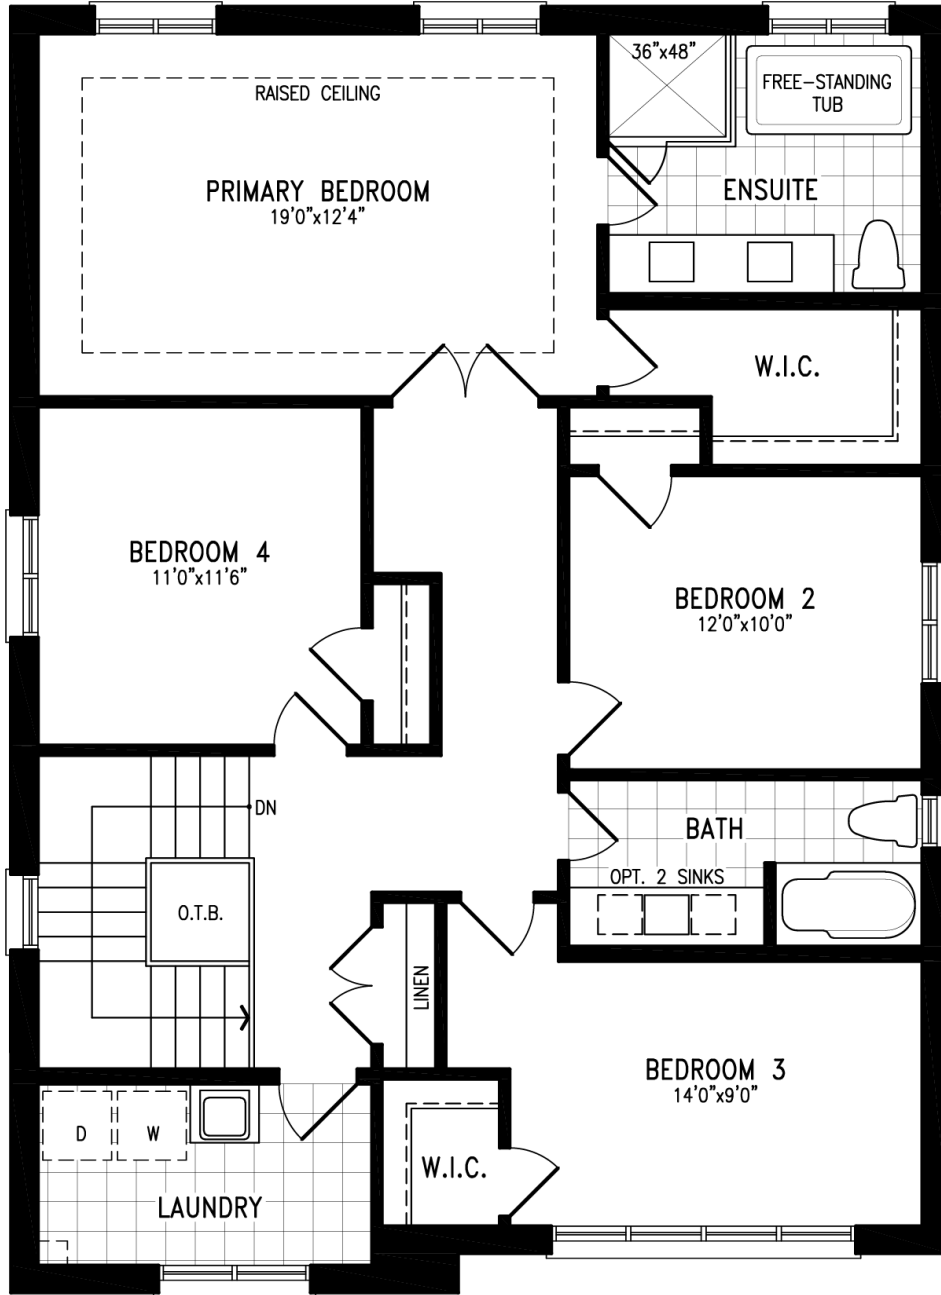 36"x48"
FREE-STANDING
TUB
RAISED CEILING
PRIMARY BEDROOM
19'0"x12'4"
ENSUITE
W.I.C.
BEDROOM 4
11'0"x11'6"
BEDROOM 2
12'0"x10'0"
DN
BATH
OPT. 2 SINKS
O.T.B.
LINEN
BEDROOM 3
14'0"x9'0"
D
W
W.I.C.
LAUNDRY